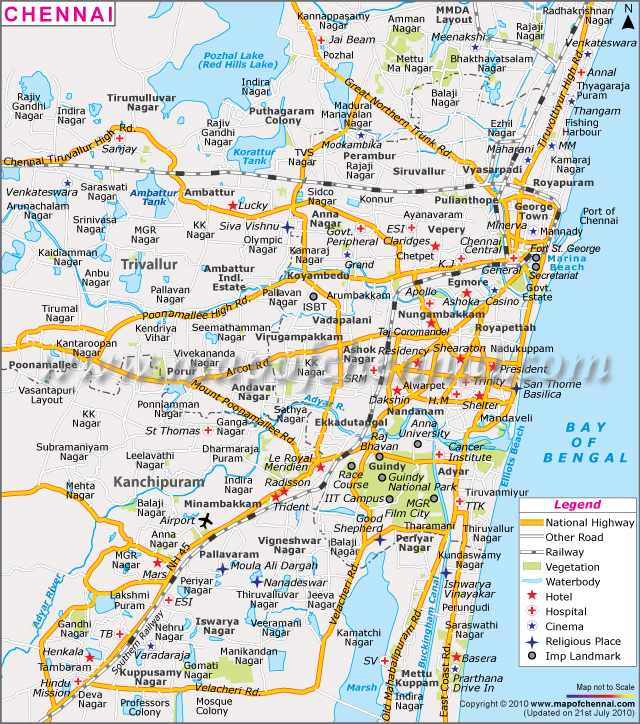 CHENNAI
Kannappasamy
Nagar
Jai Beam
Pozhal
Amman
Nagar
MMDA
Layout
Meenakshi
Radhakrishnan
Nagar
N
Venkateswara
Pozhal Lake
(Red Hills Lake)
Mettu
Ma Nagar
Bhakthavatsalam
Nagar
Annal
Thyagaraja
Puram
Indira
Nagar
Balaji
Nagar
Great Northern Trunk Rd.
Tiruvottyur High Rd.
Rajiv
Gandhi
Nagar
Indira
Nagar
Tirumulluvar
Nagar
Puthagaram
Colony
Madurai
Manavalan
Nagar
Thangam
Fishing
Harbour
Rajiv
Gandhi
Nagar
Ezhil
Nagar
Chennai Tiruvallur High Rd.
Sanjay
Korattur
Tank
TVS
Nagar
Mookambika
Perambur
Rajaji
Nagar
Maharani
MM
Kamaraj
Nagar
Siruvallur
Vyasarpadi
Royapuram
Venkateswara
Saraswati
Nagar
Ambattur
Tank
Ambattur
Sidco
Nagar
Konnur
Pulianthope
George
Town
Arunachalam
Nagar
Srinivasa
Nagar
Lucky
Anna
Nagar
Ayanavaram
Minerva
Port of
Chennai
KK
Nagar
Siva Vishnu
Govt.
Peripheral
ESI
Vepery
Mannady
MGR
Nagar
Olympic
Nagar
Claridges
Chennai
Central
Fort St. George
Kaidiamman
Nagar
Kamaraj
Nagar
Grand
Chetpet
K.J.
General
Marina
Beach
Secretariat
Trivallur
Anbu
Nagar
Ambattur
Indl.
Estate
Koyambedu
Apollo
Egmore
Govt.
Estate
Pallavan
Nagar
Pallavan
Nagar
Arumbakkam
Ashoka
Casino
ISBT
Nungambakkam
Tirumal
Nagar
Poonamallee High Rd.
Vadapalani
Taj Coromandel
Royapettah
Kendriya
Vihar
Seemathamman
Nagar
Virugampakkam
Kantaroopan
Nagar
Vivekananda
Nagar
Arcot Rd.
Ashok
Nagar
Residency
Shearaton
Nadukuppam
Poonamallee
Porur
KK
Nagar
SRM
President
Vasantapuri
Layout
Mount Poonamallee Rd.
Andavar
Nagar
Alwarpet
Trinity
San Thome
Basilica
Adyar R.
Dakshin
H.M
Shelter
KK
Nagar
Ponniamman
Nagar
Sathya
Nagar
Nandanam
Mandaveli
St Thomas
Ganga
Nagar
Ekkadutangal
Anna
University
BAY
OF
BENGAL
Subramaniyam
Nagar
Leelavathi
Nagar
Dharmaraja
Puram
Raj
Bhavan
Cancer
Institute
Elliots Beach
Kanchipuram
Le Royal
Meridien
Guindy
Adyar
Mehta
Nagar
Radisson
Race
Course
Guindy
National Park
Tiruvanmiyur
Minambakkam
Trident
IIT Campus
MGR
Film City
TTK
Balaji
Nagar
Airport
Anna
Nagar
Good
Shepherd
Tharamani
Thiruvallur
Nagar
NH 45
Vigneshwar
Nagar
Periyar
Nagar
MGR
Nagar
Pallavaram
Kundaswamy
Nagar
Mars
Moula Ali Dargan
Adyar River
Periyar
Nagar
Nanadeswar
Ishwarya
Vinayakar
Lakshmi
Puram
ESI
Thiruvalluvar
Nagar
Jeeva
Nagar
Velacheri Rd.
Buckingham Canal
Perungudi
Gandhi
Nagar
TB
Nehru
Nagar
Iswarya
Nagar
Veeramani
Nagar
Kamatchi
Nagar
Saraswathi
Nagar
Southern Railway
Henkala
Varadaraja
Manikandan
Nagar
SV
Basera
Tambaram
Gomati
Nagar
Old Mahabalipuram Rd.
Mettu
Kuppam
Prarthana
Drive In
Hindu
Mission
Deva
Nagar
Kuppusamy
Nagar
Velacheri Rd.
Marsh
Indira
Nagar
East Coast Rd.
Professors
Colony
Mosque
Colony
Legend
National Highway
Other Road
Railway
Vegetation
Waterbody
Hotel
Hospital
Cinema
Religious Place
Imp Landmark
Map not to Scale
Copyright © 2010 www.mapofchennai.com
(Updated on 21st July 2010)